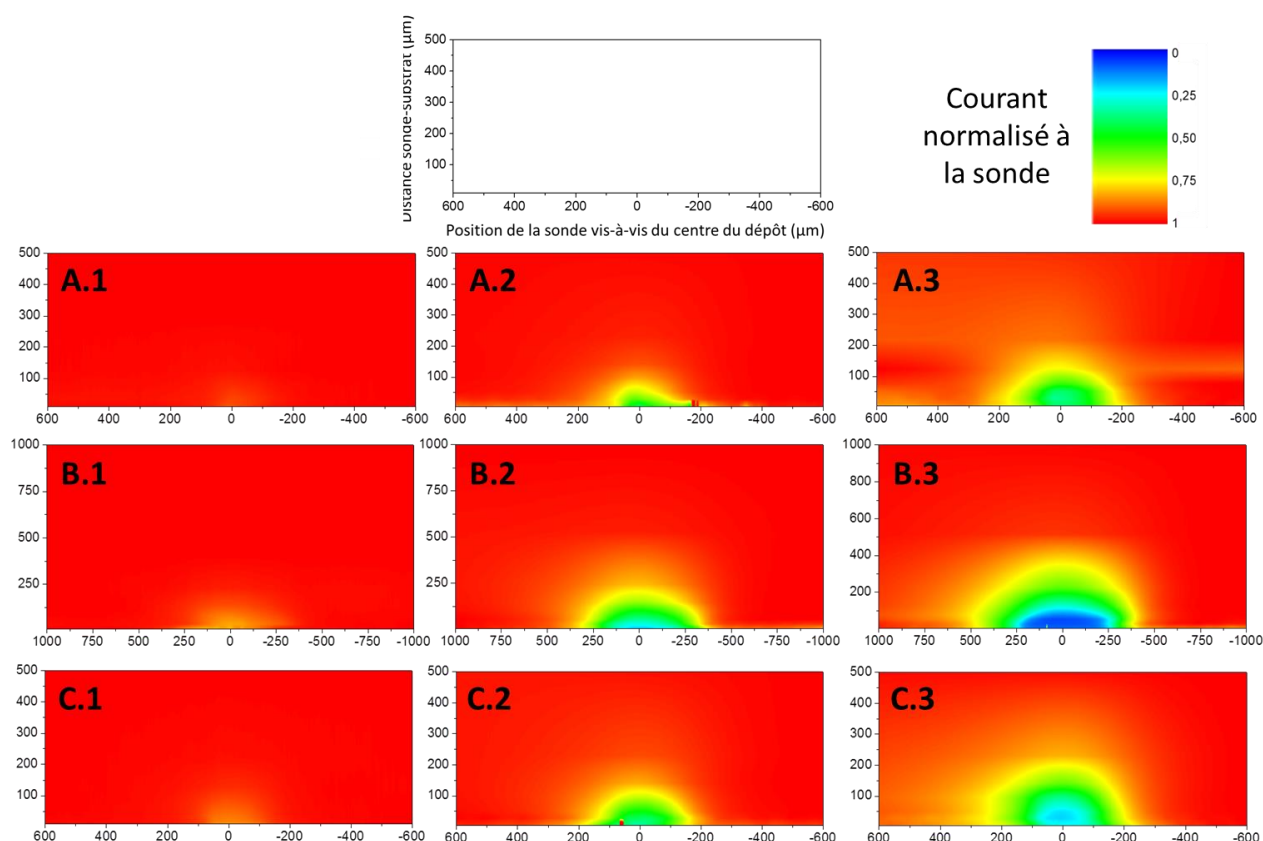 Distance sonde-substrat (µm)
500
400
300
200
100
600 400 200 0 -200 -400 -600
Position de la sonde vis-à-vis du centre du dépôt (µm)
Courant
normalisé à
la sonde
0
0,25
0,50
0,75
1
A.1
500
400
300
200
100
600 400 200 0 -200 -400 -600
A.2
500
400
300
200
100
600 400 200 0 -200 -400 -600
A.3
500
400
300
200
100
600 400 200 0 -200 -400 -600
B.1
1000
750
500
250
1000 750 500 250 0 -250 -500 -750 -1000
B.2
1000
750
500
250
1000 750 500 250 0 -250 -500 -750 -1000
B.3
1000
800
600
400
200
1000 750 500 250 0 -250 -500 -750 -1000
C.1
500
400
300
200
100
600 400 200 0 -200 -400 -600
C.2
500
400
300
200
100
600 400 200 0 -200 -400 -600
C.3
500
400
300
200
100
600 400 200 0 -200 -400 -600